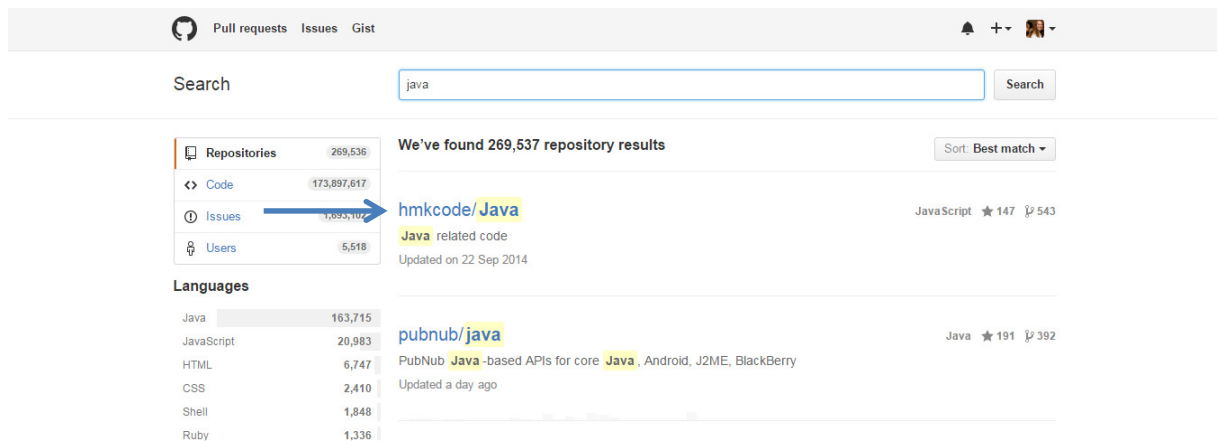 Pull requests Issues Gist
Search
java
Search
Repositories 269,536
Code 173,897,617
Issues 1,693,102
Users 5,518
Languages
Java 163,715
JavaScript 20,983
HTML 6,747
CSS 2,410
Shell 1,848
Ruby 1,336
We've found 269,537 repository results
Sort: Best match
hmkcode/Java
JavaScript 147 543
Java related code
Updated on 22 Sep 2014
pubnub/java
Java 191 392
PubNub Java-based APIs for core Java, Android, J2ME, BlackBerry
Updated a day ago